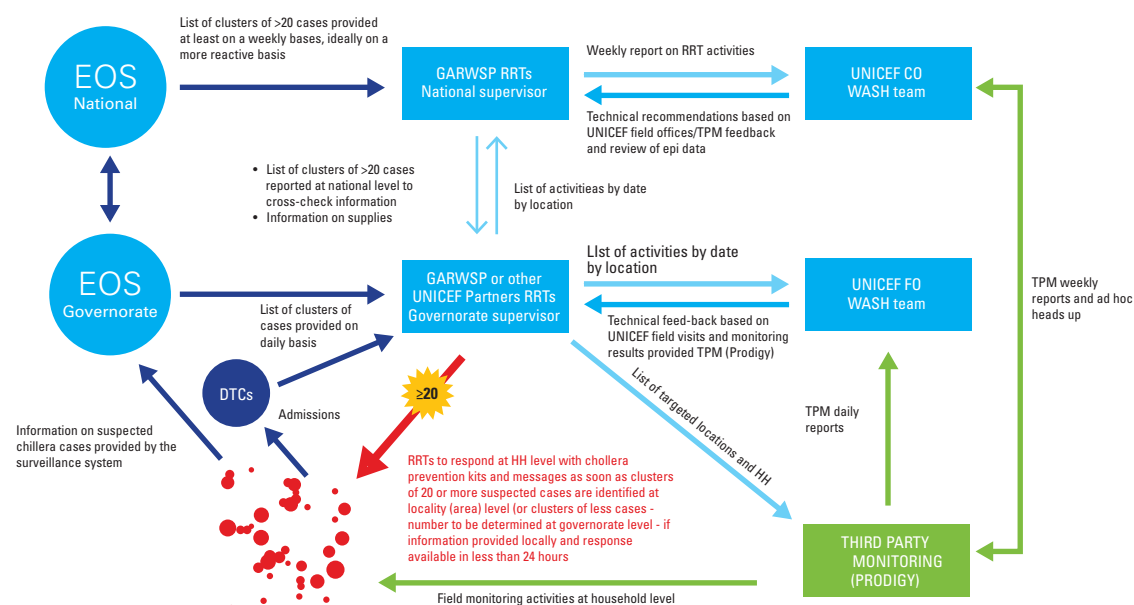 List of clusters of >20 cases provided
at least on a weekly bases, ideally on a
more reactive basis
EOS
National
GARWSP RRTs
National supervisor
Weekly report on RRT activities
Technical recommendations based on
UNICEF field offices/TPM feedback
and review of epi data
UNICEF CO
WASH team
• List of clusters of >20 cases
reported at national level to
cross-check information
• Information on supplies
List of activitieas by date
by location
EOS
Governorate
List of clusters of
cases provided on
daily basis
GARWSP or other
UNICEF Partners RRTs
Governorate supervisor
LIst of activities by date
by location
Technical feed-back based on
UNICEF field visits and monitoring
results provided TPM (Prodigy)
UNICEF FO
WASH team
TPM weekly
reports and ad hoc
heads up
DTCs
Admissions
≥20
List of targeted locations and HH
TPM daily
reports
Information on suspected
chillera cases provided by the
surveillance system
RRTs to respond at HH level with chollera
prevention kits and messages as soon as clusters
of 20 or more suspected cases are identified at
locality (area) level (or clusters of less cases -
number to be determined at governorate level - if
information provided locally and response
available in less than 24 hours
THIRD PARTY
MONITORING
(PRODIGY)
Field monitoring activities at household level